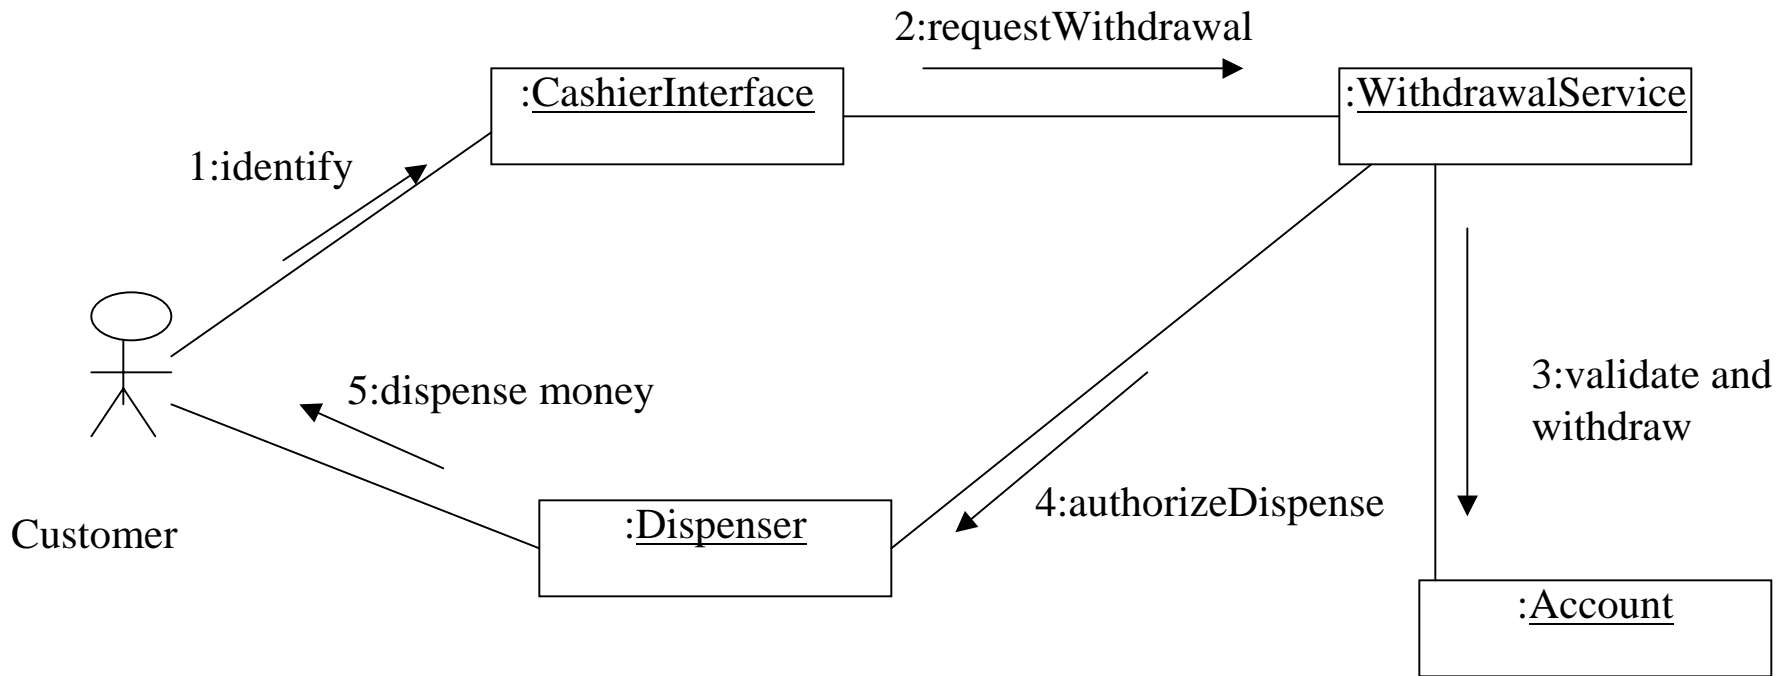 2:requestWithdrawal
:CashierInterface
:WithdrawalService
1:identify
5:dispense money
3:validate and
withdraw
4:authorizeDispense
:Dispenser
Customer
:Account